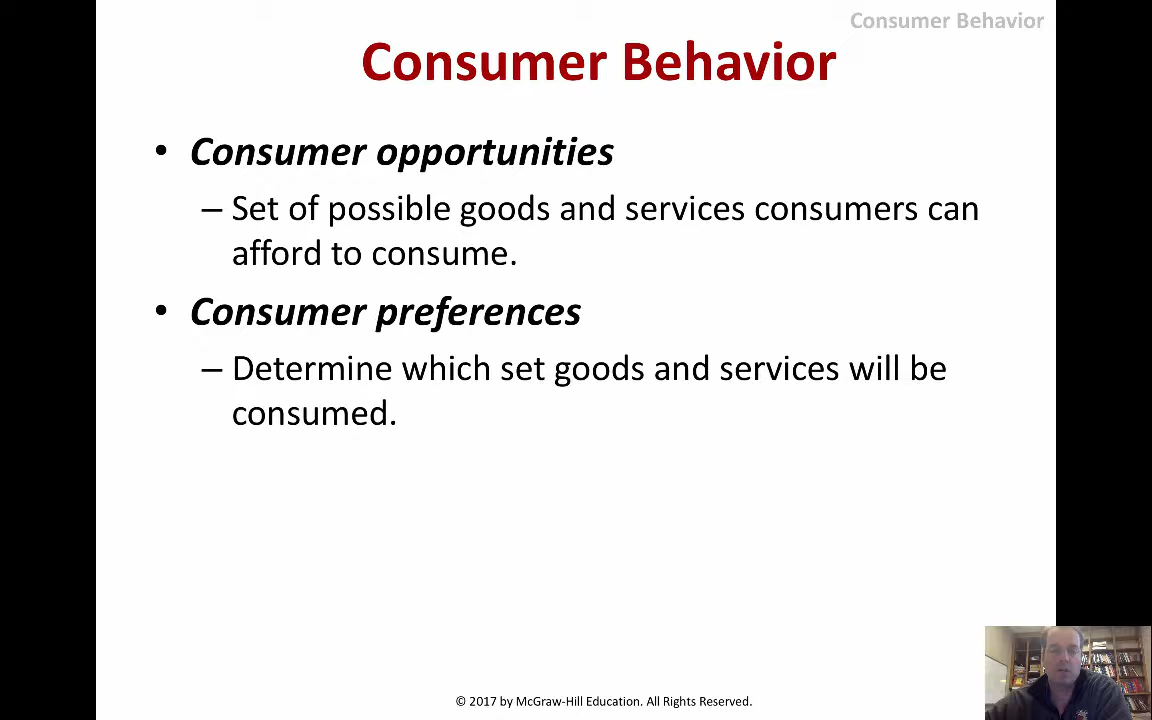 Consumer Behavior
Consumer Behavior
• Consumer opportunities
– Set of possible goods and services consumers can
afford to consume.
• Consumer preferences
– Determine which set goods and services will be
consumed.
© 2017 by McGraw-Hill Education. All Rights Reserved.